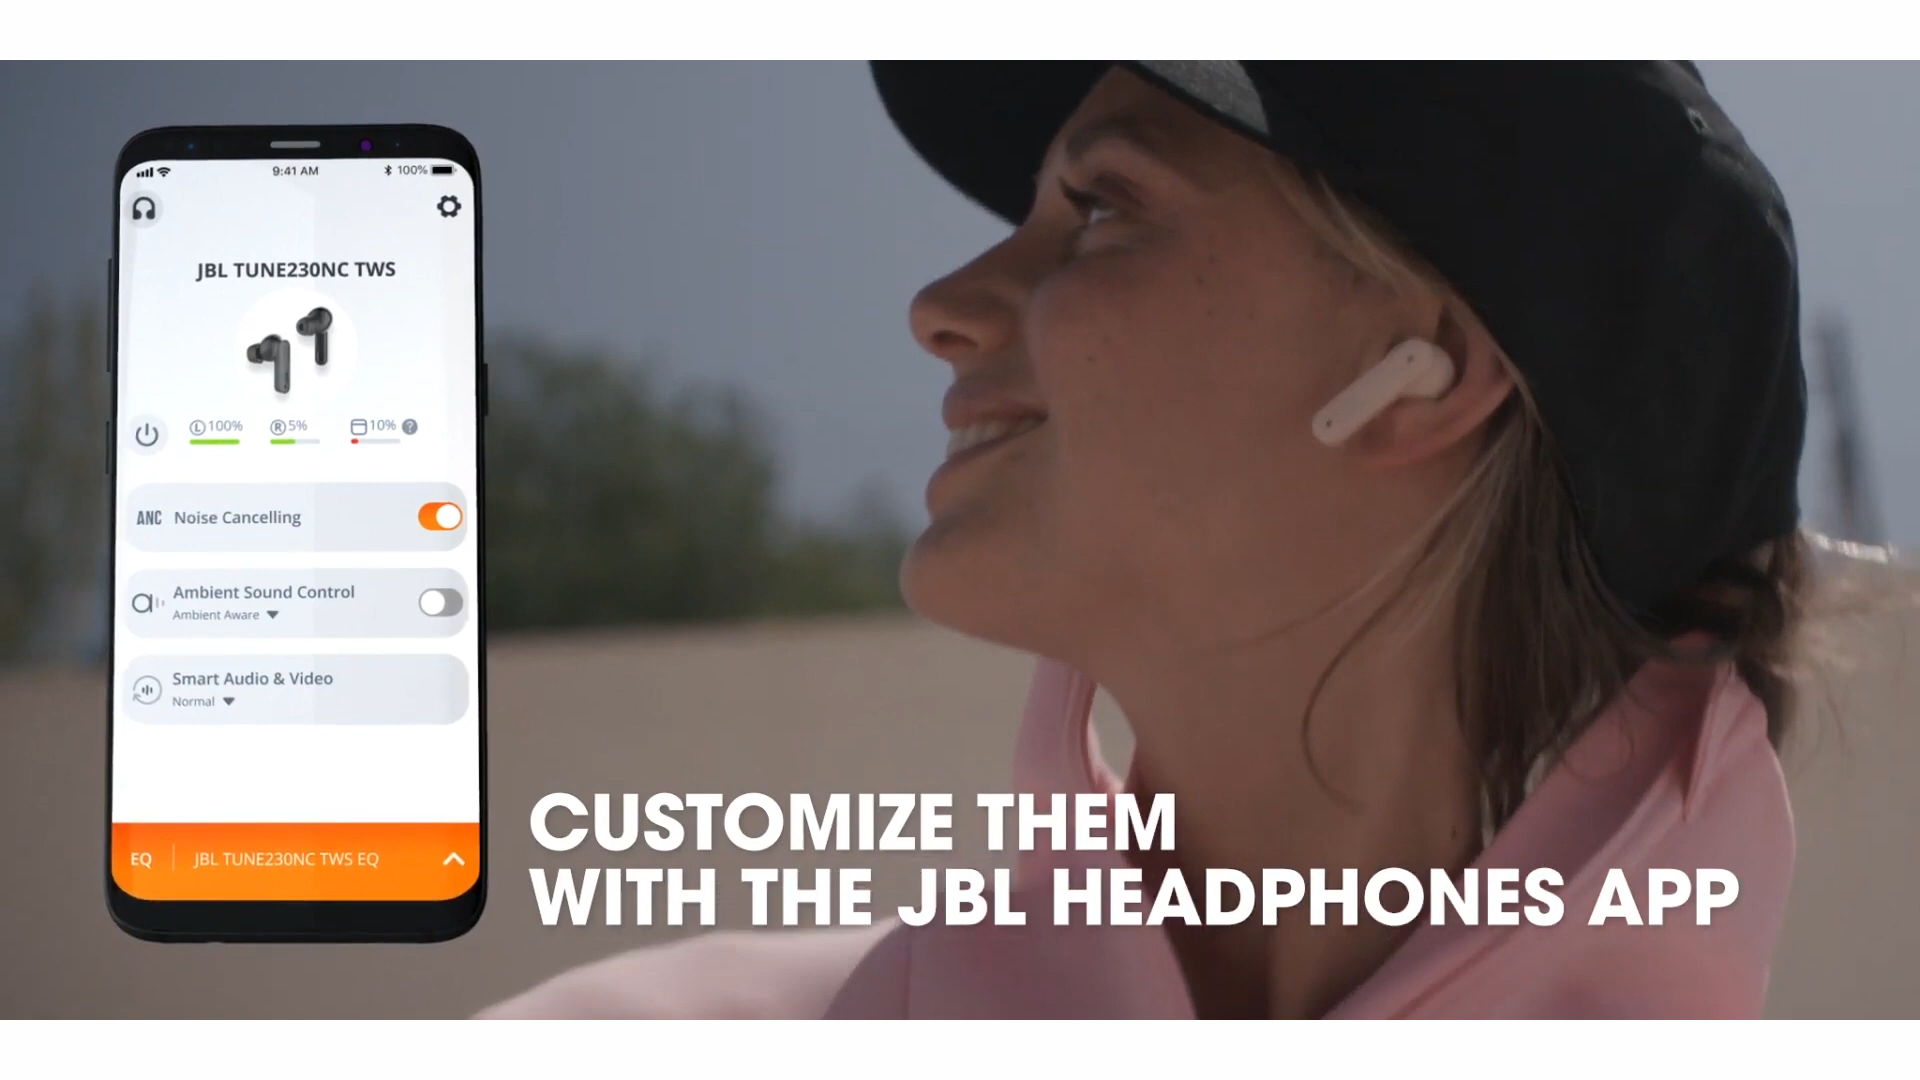 9:41 AM
100%
JBL TUNE230NC TWS
L 100%
R 5%
10% ?
ANC Noise Cancelling
Ambient Sound Control
Ambient Aware
Smart Audio & Video
Normal
EQ JBL TUNE230NC TWS EQ
CUSTOMIZE THEM
WITH THE JBL HEADPHONES APP